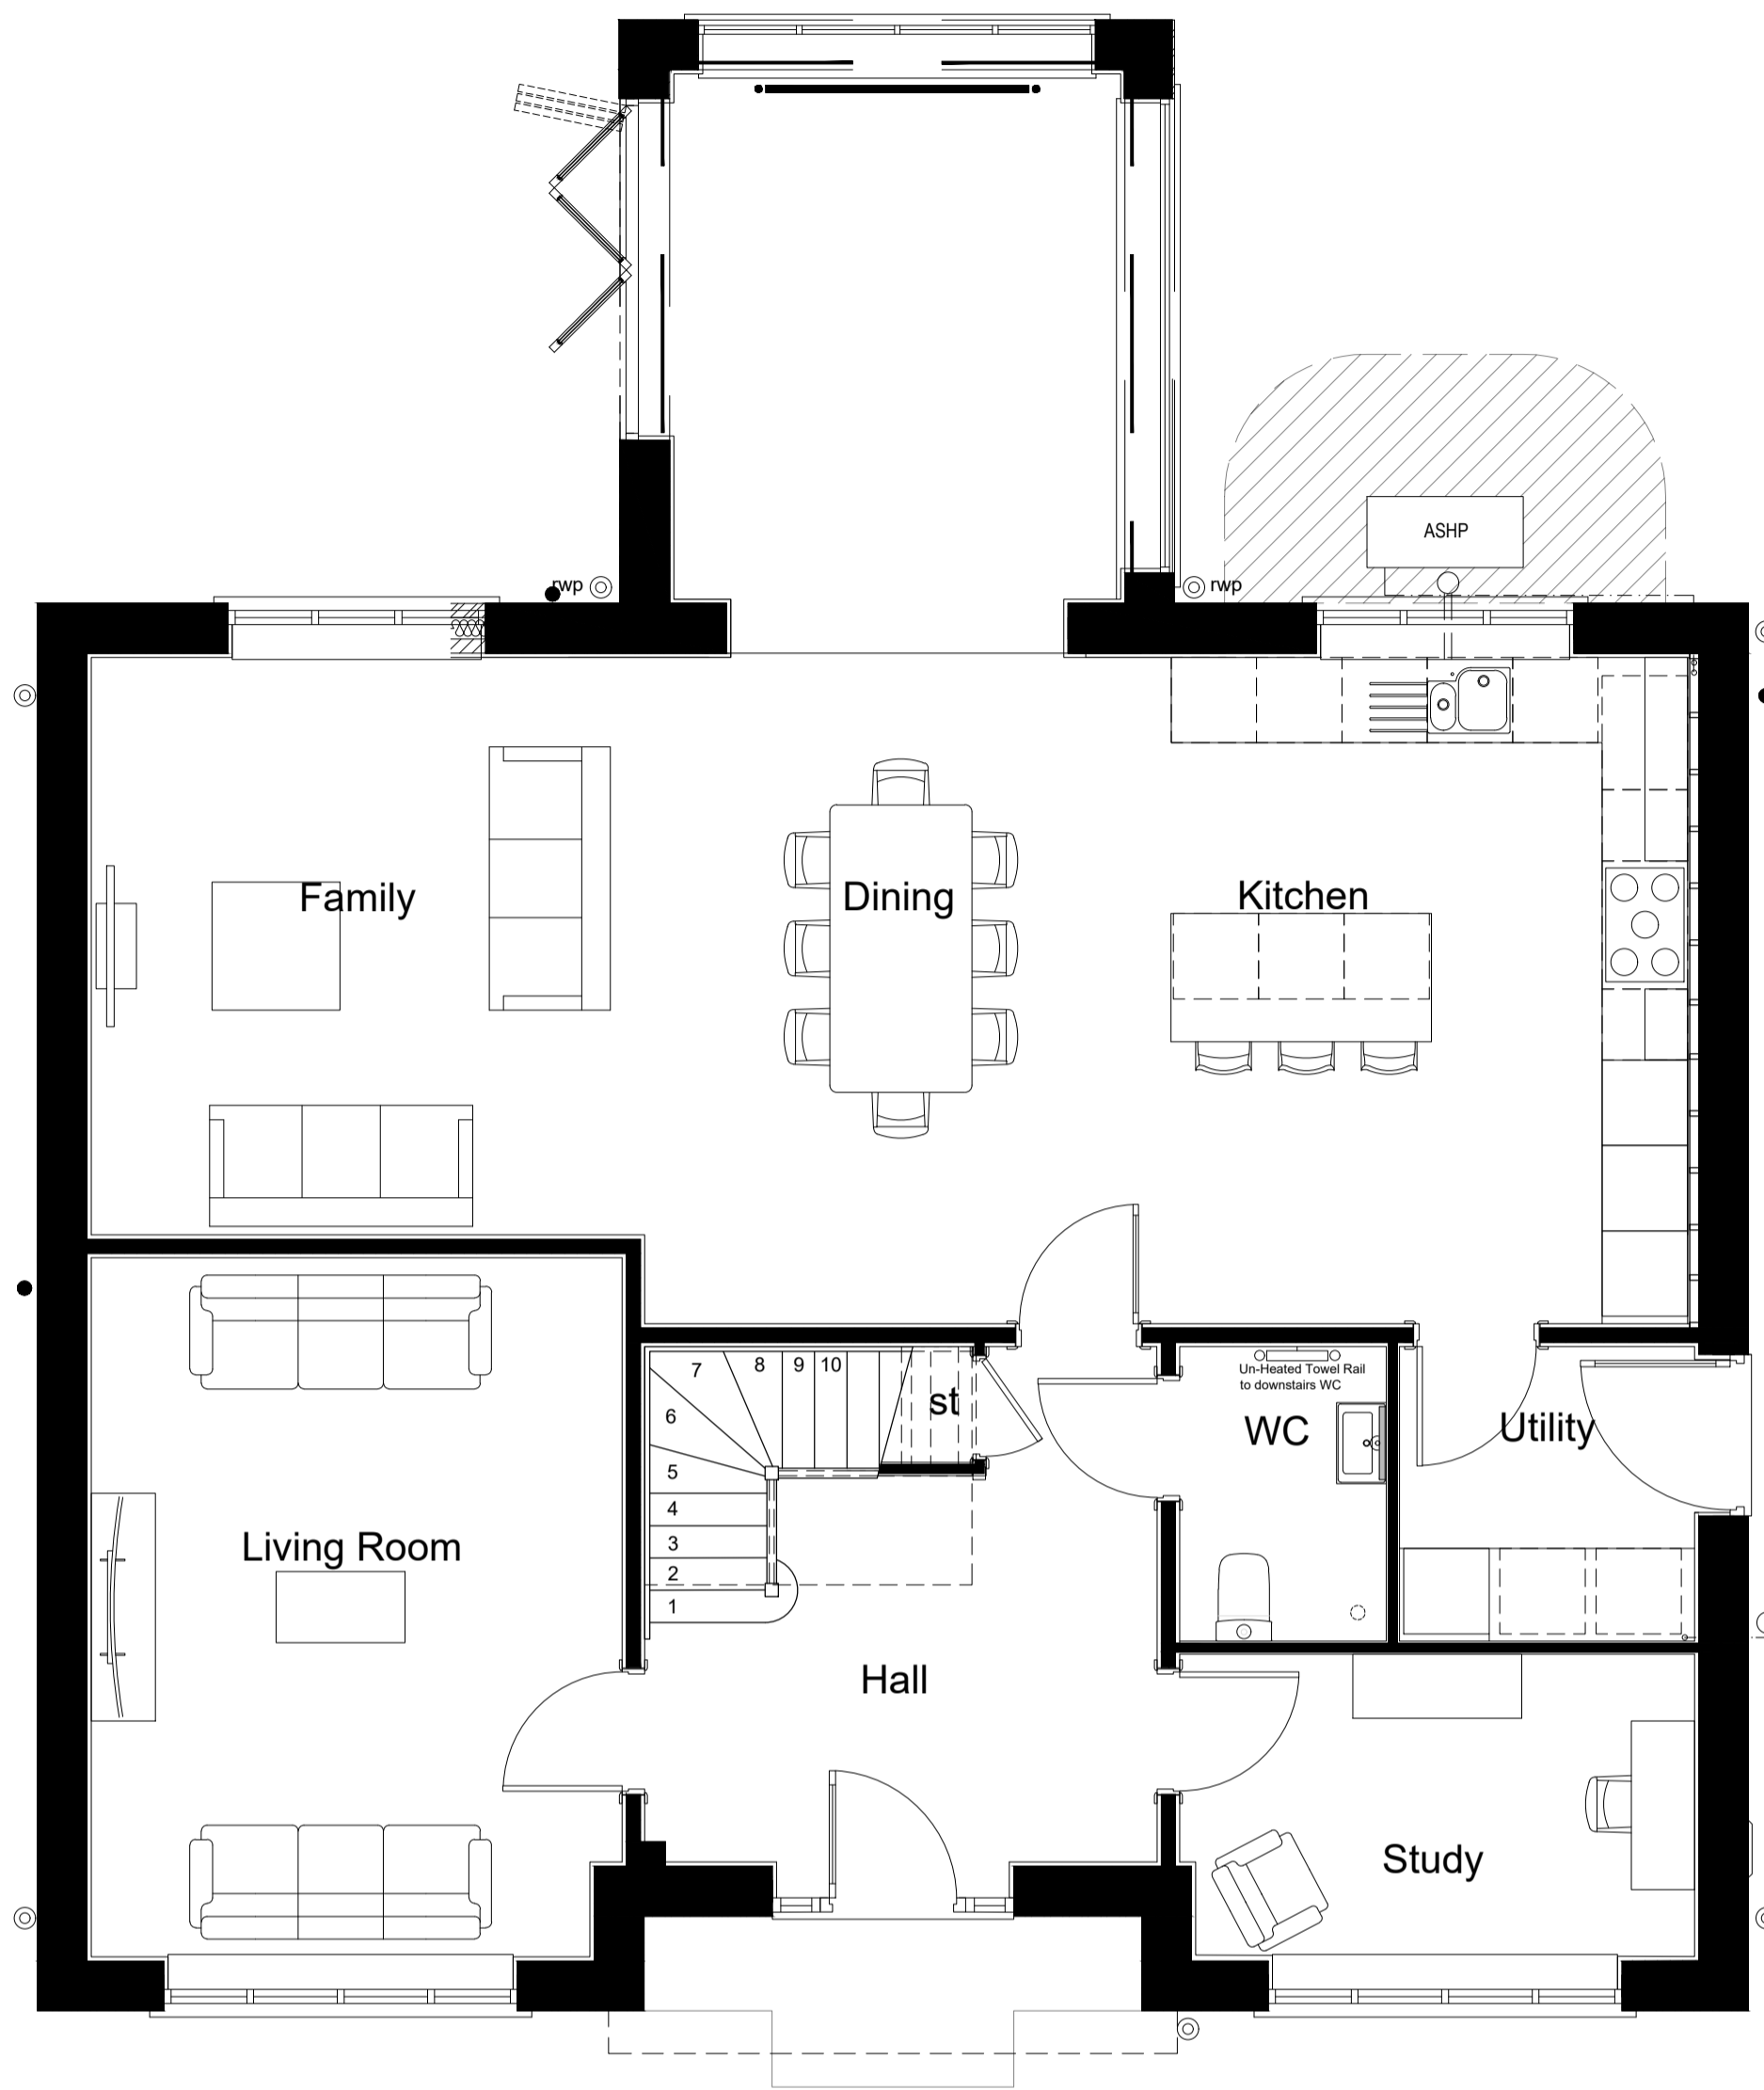 ASHP
rwp
rwp
Family
Dining
Kitchen
7
8
9
10
6
5
4
3
2
1
st
Un-Heated Towel Rail
to downstairs WC
WC
Utility
Living Room
Hall
Study